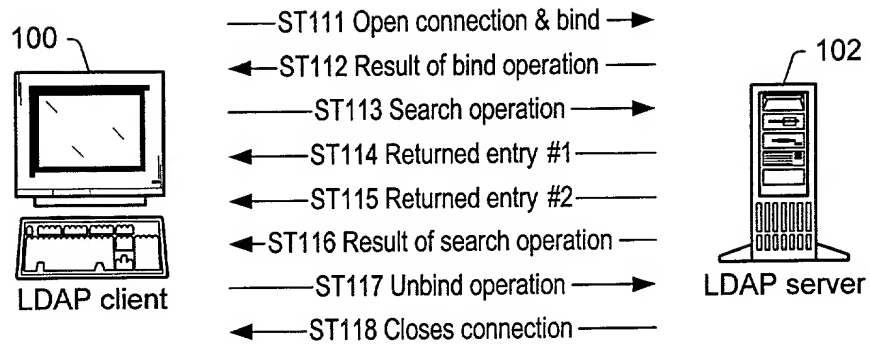 100
102
ST111 Open connection & bind
ST112 Result of bind operation
ST113 Search operation
ST114 Returned entry #1
ST115 Returned entry #2
ST116 Result of search operation
ST117 Unbind operation
ST118 Closes connection
LDAP client
LDAP server